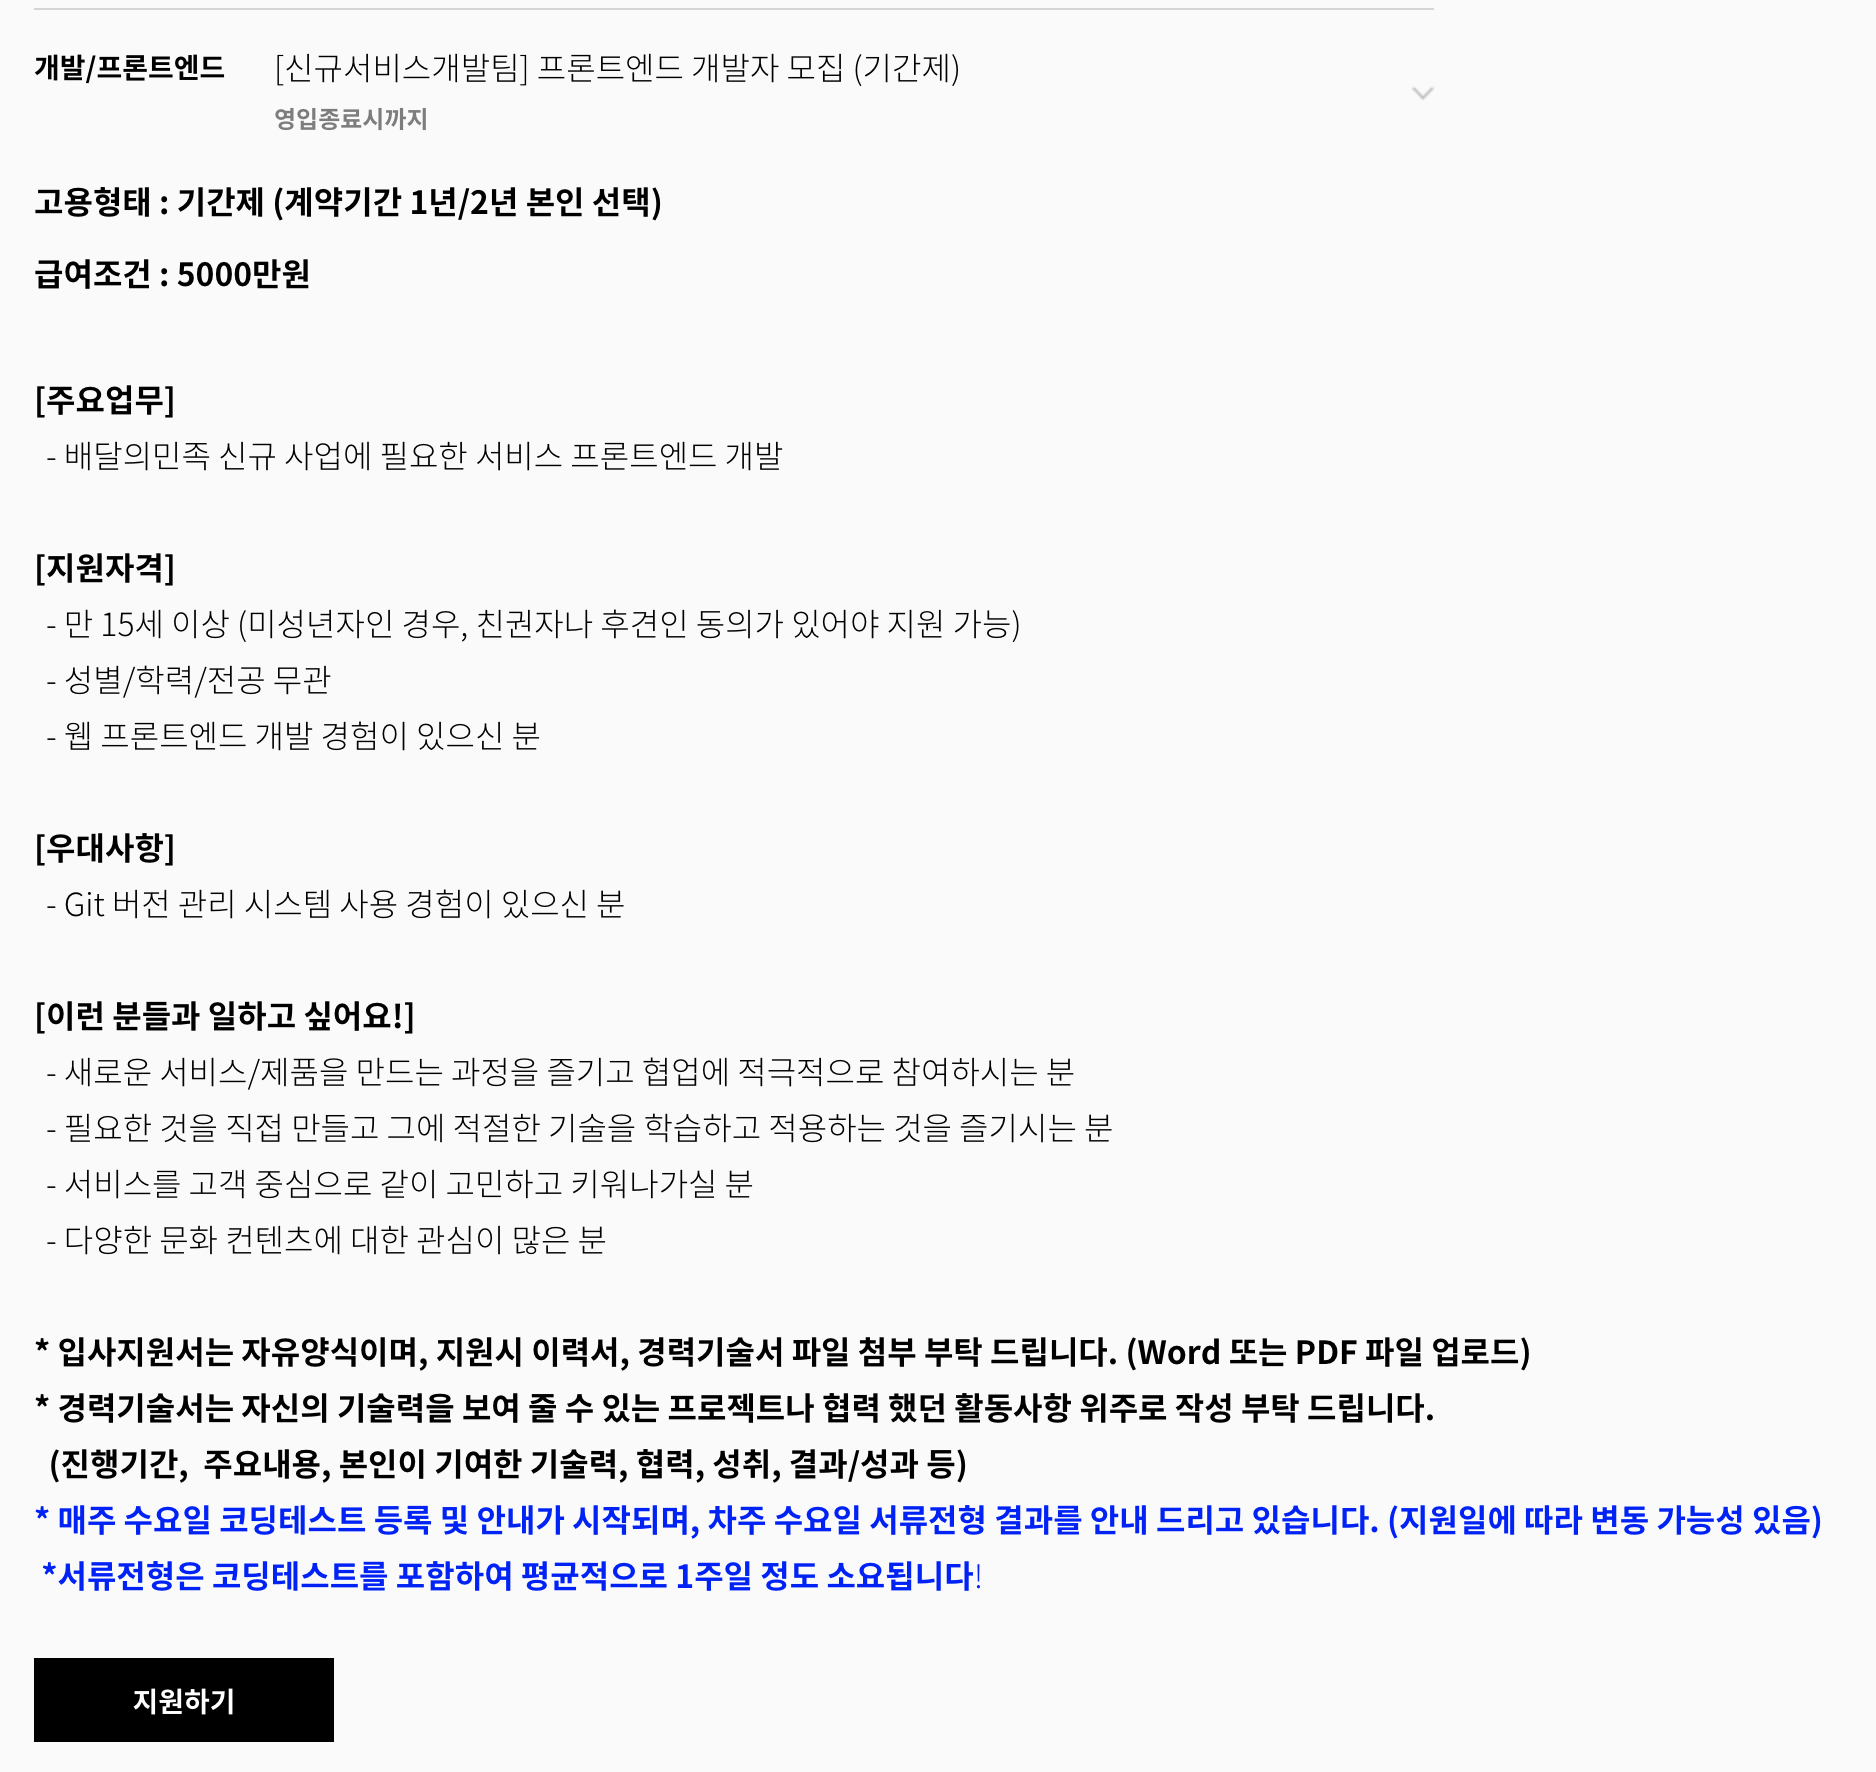 개발/프론트엔드 [신규서비스개발팀] 프론트엔드 개발자 모집 (기간제)
영입종료시까지
고용형태 : 기간제 (계약기간 1년/2년 본인 선택)
급여조건 : 5000만원
[주요업무]
- 배달의민족 신규 사업에 필요한 서비스 프론트엔드 개발
[지원자격]
- 만 15세 이상 (미성년자인 경우, 친권자나 후견인 동의가 있어야 지원 가능)
- 성별/학력/전공 무관
- 웹 프론트엔드 개발 경험이 있으신 분
[우대사항]
- Git 버전 관리 시스템 사용 경험이 있으신 분
[이런 분들과 일하고 싶어요!]
- 새로운 서비스/제품을 만드는 과정을 즐기고 협업에 적극적으로 참여하시는 분
- 필요한 것을 직접 만들고 그에 적절한 기술을 학습하고 적용하는 것을 즐기시는 분
- 서비스를 고객 중심으로 같이 고민하고 키워나가실 분
- 다양한 문화 컨텐츠에 대한 관심이 많은 분
* 입사지원서는 자유양식이며, 지원시 이력서, 경력기술서 파일 첨부 부탁 드립니다. (Word 또는 PDF 파일 업로드)
* 경력기술서는 자신의 기술력을 보여 줄 수 있는 프로젝트나 협력 했던 활동사항 위주로 작성 부탁 드립니다.
(진행기간,  주요내용, 본인이 기여한 기술력, 협력, 성취, 결과/성과 등)
* 매주 수요일 코딩테스트 등록 및 안내가 시작되며, 차주 수요일 서류전형 결과를 안내 드리고 있습니다. (지원일에 따라 변동 가능성 있음)
*서류전형은 코딩테스트를 포함하여 평균적으로 1주일 정도 소요됩니다!
지원하기